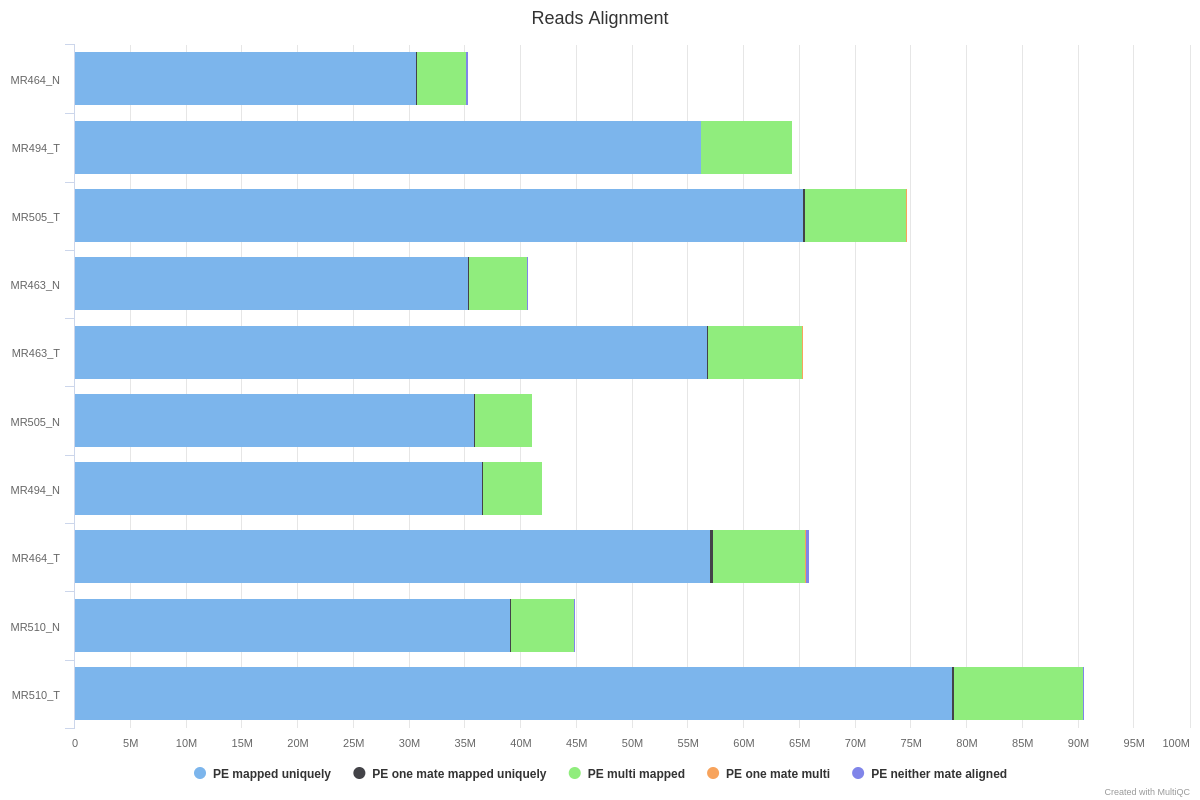 Reads Alignment
MR464_N
MR494_T
MR505_T
MR463_N
MR463_T
MR505_N
MR494_N
MR464_T
MR510_N
MR510_T
0 5M 10M 15M 20M 25M 30M 35M 40M 45M 50M 55M 60M 65M 70M 75M 80M 85M 90M 95M 100M
PE mapped uniquely PE one mate mapped uniquely PE multi mapped PE one mate multi PE neither mate aligned
Created with MultiQC